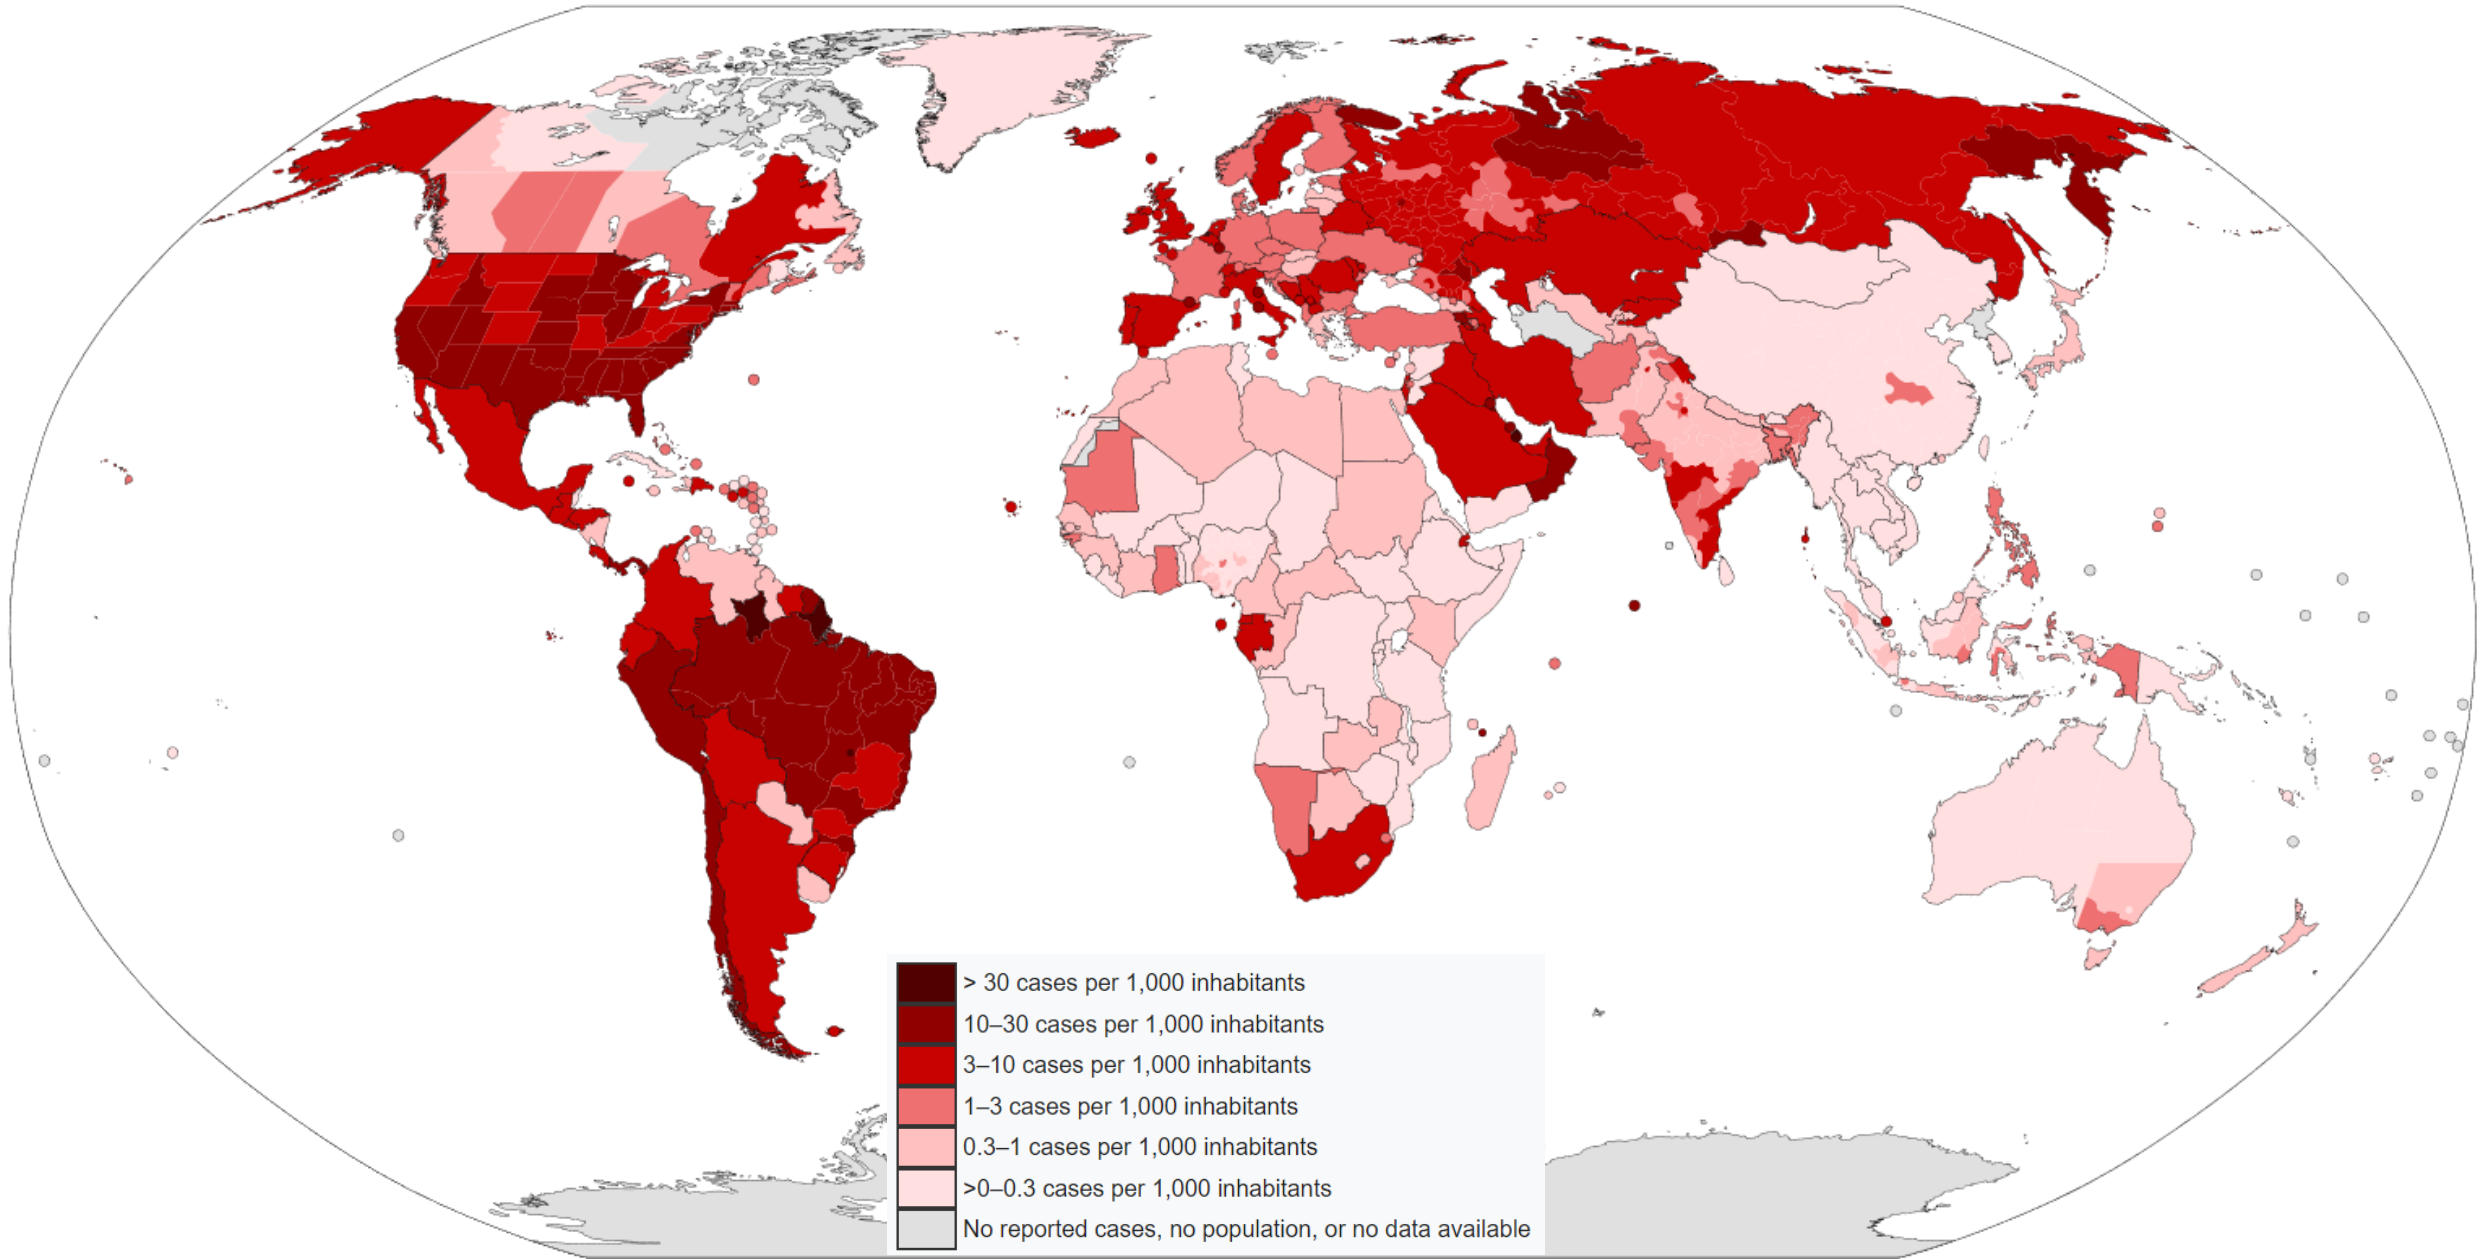 > 30 cases per 1,000 inhabitants
10–30 cases per 1,000 inhabitants
3–10 cases per 1,000 inhabitants
1–3 cases per 1,000 inhabitants
0.3–1 cases per 1,000 inhabitants
>0–0.3 cases per 1,000 inhabitants
No reported cases, no population, or no data available